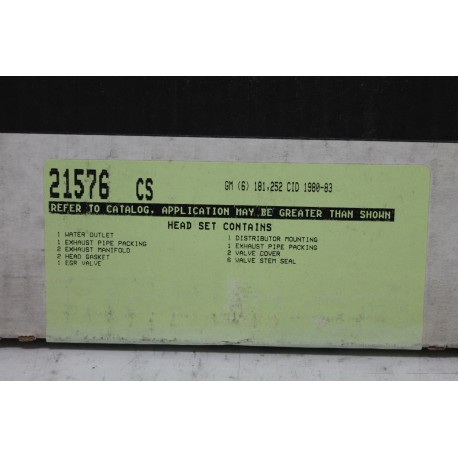 21576 CS GM (6) 181,252 CID 1980-83
REFER TO CATALOG, APPLICATION MAY BE GREATER THAN SHOWN
HEAD SET CONTAINS
1 WATER OUTLET
1 EXHAUST PIPE PACKING
2 EXHAUST MANIFOLD
2 HEAD GASKET
1 EGR VALVE
1 DISTRIBUTOR MOUNTING
1 EXHAUST PIPE PACKING
2 VALVE COVER
6 VALVE STEM SEAL